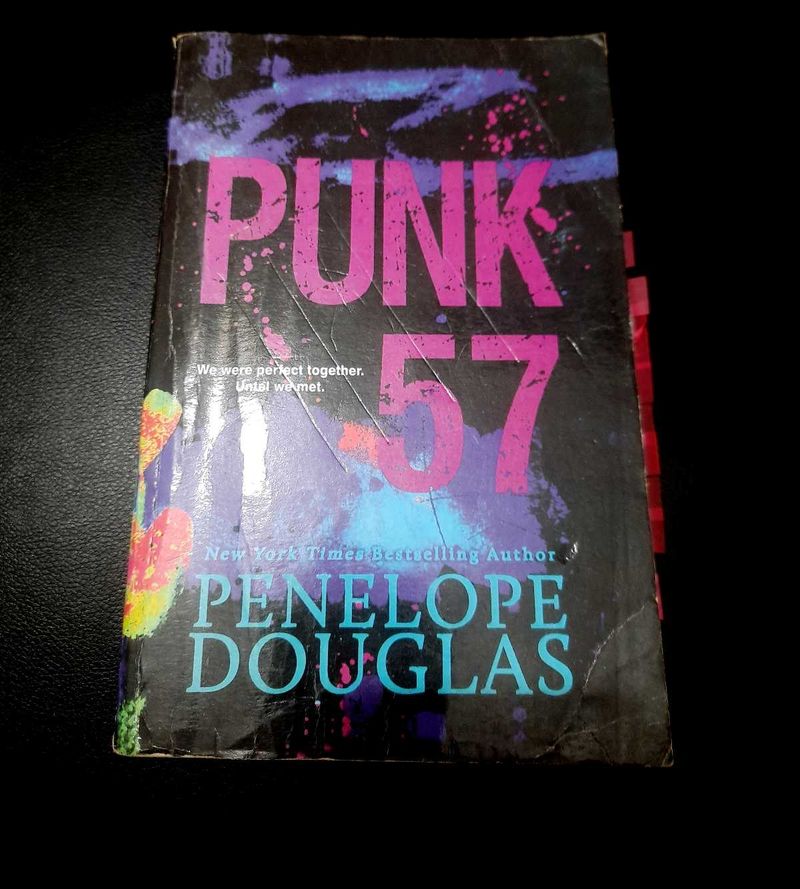 PUNK
57
We were perfect together.
Until we met.
New York Times Bestselling Author
PENELOPE
DOUGLAS